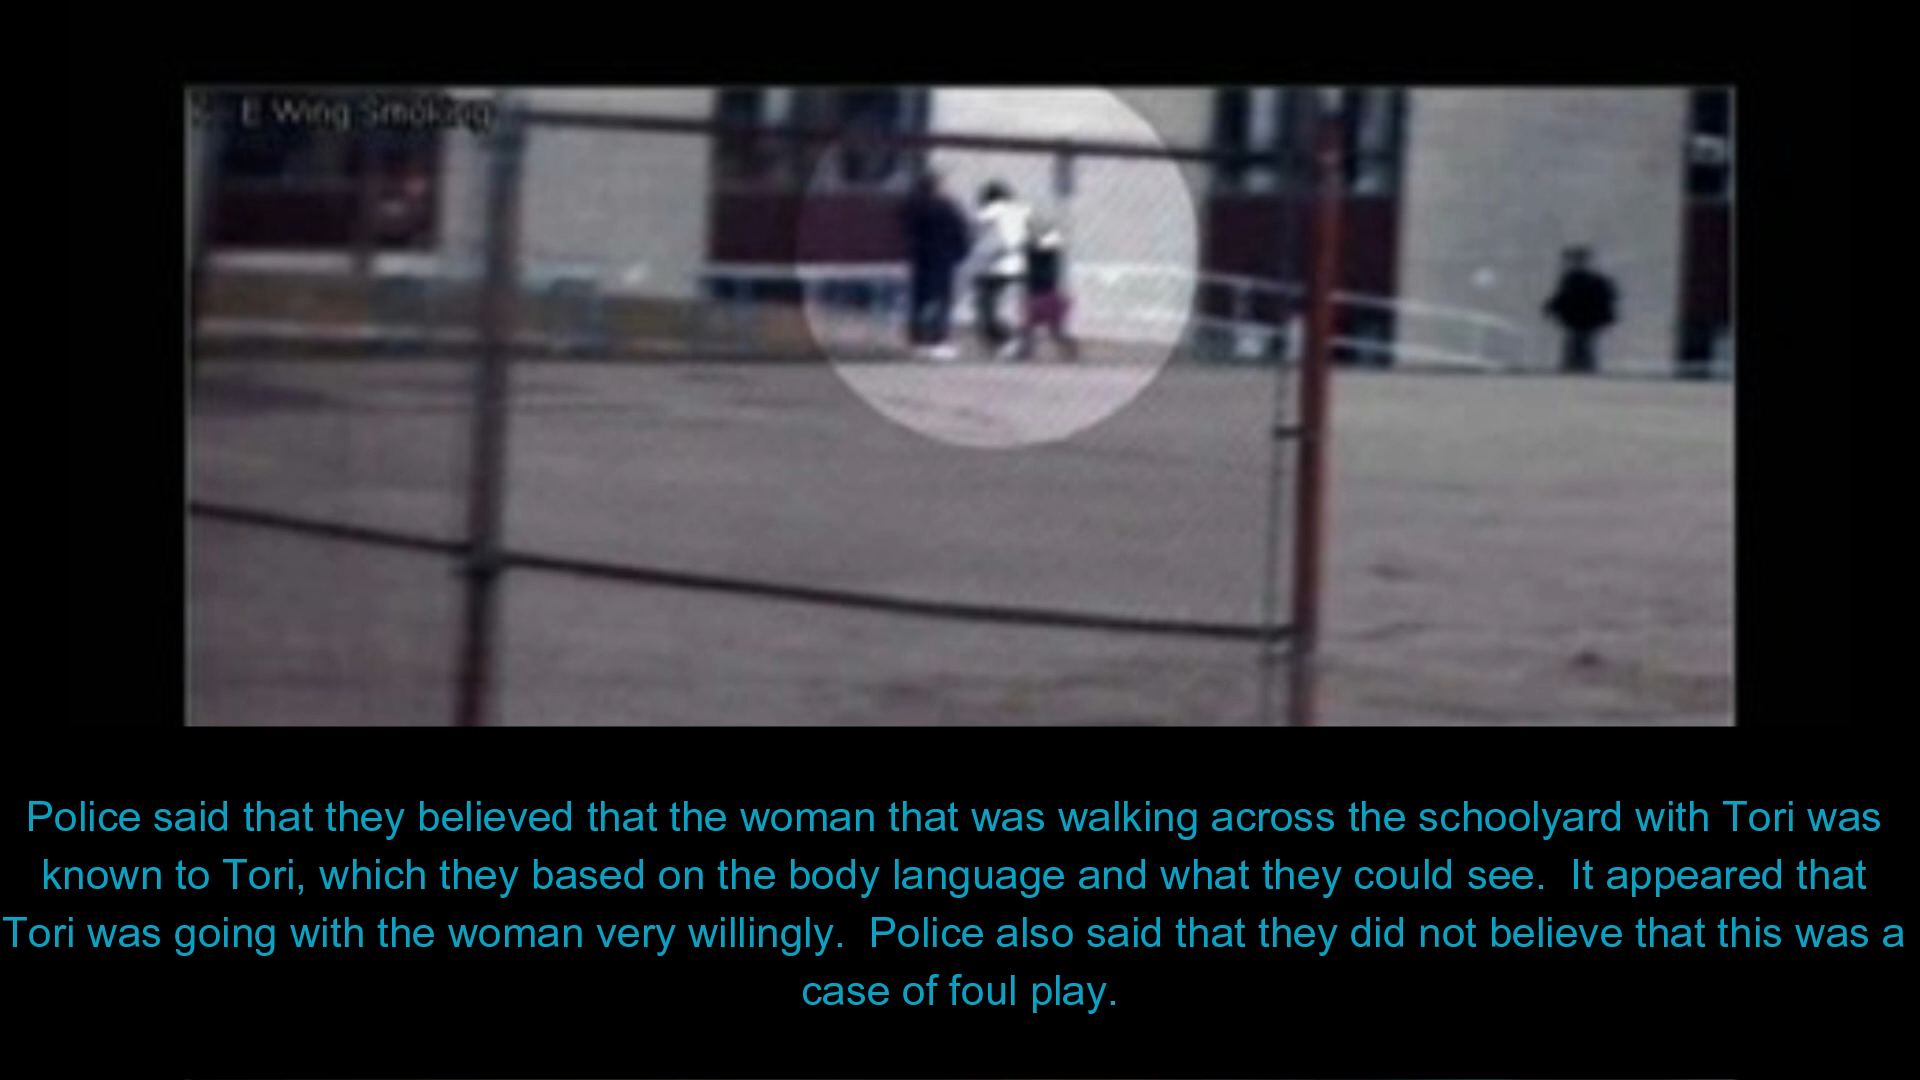 E Wing Smoking
Police said that they believed that the woman that was walking across the schoolyard with Tori was
known to Tori, which they based on the body language and what they could see.  It appeared that
Tori was going with the woman very willingly.  Police also said that they did not believe that this was a
case of foul play.